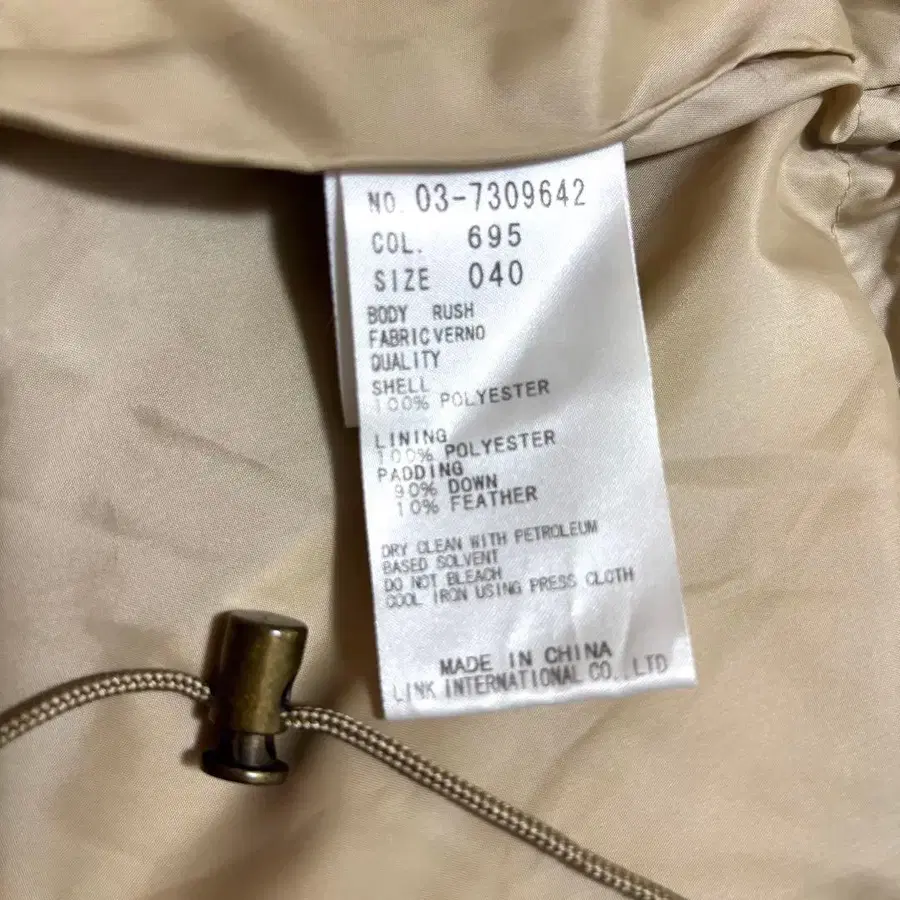 NO. 03-7309642
COL. 695
SIZE 040
BODY RUSH
FABRIC VERNO
QUALITY
SHELL
100% POLYESTER
LINING
100% POLYESTER
PADDING
90% DOWN
10% FEATHER
DRY CLEAN WITH PETROLEUM
BASED SOLVENT
DO NOT BLEACH
COOL IRON USING PRESS CLOTH
MADE IN CHINA
LINK INTERNATIONAL CO., LTD